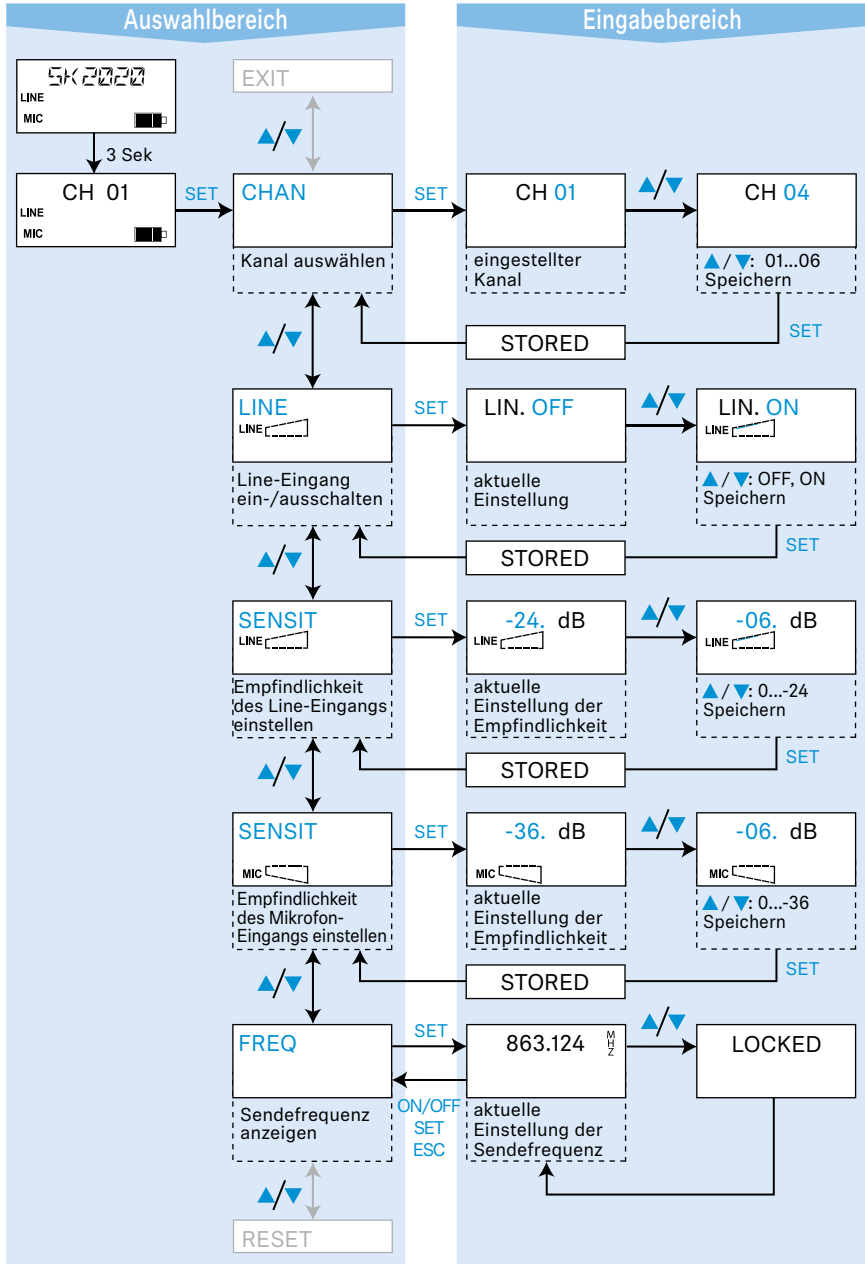 Auswahlbereich
Eingabebereich
SK2020
LINE
MIC
3 Sek
CH 01
LINE
MIC
SET
EXIT
▲/▼
CHAN
Kanal auswählen
SET
CH 01
eingestellter
Kanal
▲/▼
CH 04
▲/▼: 01...06
Speichern
SET
STORED
▲/▼
LINE
LINE
Line-Eingang
ein-/ausschalten
SET
LIN. OFF
aktuelle
Einstellung
▲/▼
LIN. ON
LINE
▲/▼: OFF, ON
Speichern
SET
STORED
▲/▼
SENSIT
LINE
Empfindlichkeit
des Line-Eingangs
einstellen
SET
-24. dB
LINE
aktuelle
Einstellung der
Empfindlichkeit
▲/▼
-06. dB
LINE
▲/▼: 0...-24
Speichern
SET
STORED
▲/▼
SENSIT
MIC
Empfindlichkeit
des Mikrofon-
Eingangs einstellen
SET
-36. dB
MIC
aktuelle
Einstellung der
Empfindlichkeit
▲/▼
-06. dB
MIC
▲/▼: 0...-36
Speichern
SET
STORED
▲/▼
FREQ
Sendefrequenz
anzeigen
SET
ON/OFF
SET
ESC
863.124 MHZ
aktuelle
Einstellung der
Sendefrequenz
▲/▼
LOCKED
▲/▼
RESET